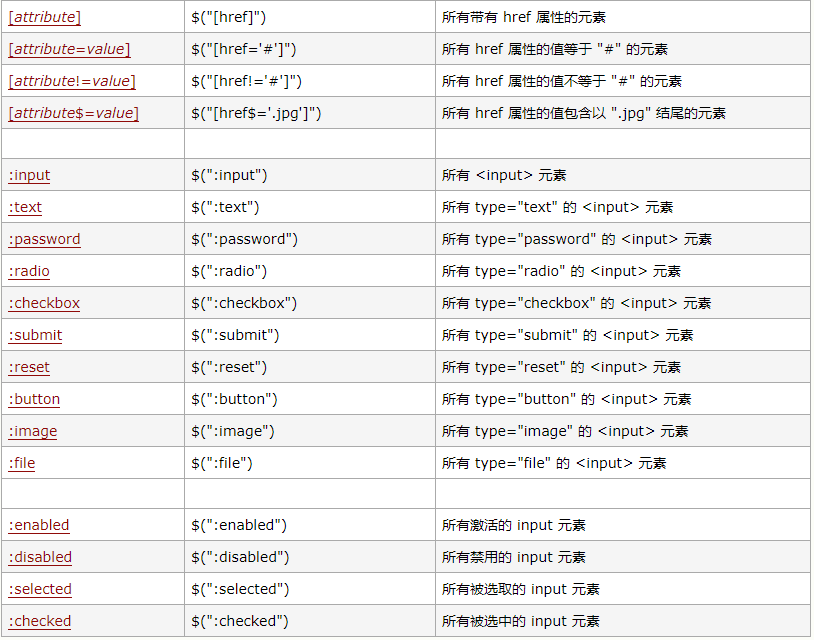 [attribute] $("[href]") 所有带有 href 属性的元素
[attribute=value] $("[href='#']") 所有 href 属性的值等于 "#" 的元素
[attribute!=value] $("[href!='#']") 所有 href 属性的值不等于 "#" 的元素
[attribute$=value] $("[href$='.jpg']") 所有 href 属性的值包含以 ".jpg" 结尾的元素
:input $(":input") 所有 <input> 元素
:text $(":text") 所有 type="text" 的 <input> 元素
:password $(":password") 所有 type="password" 的 <input> 元素
:radio $(":radio") 所有 type="radio" 的 <input> 元素
:checkbox $(":checkbox") 所有 type="checkbox" 的 <input> 元素
:submit $(":submit") 所有 type="submit" 的 <input> 元素
:reset $(":reset") 所有 type="reset" 的 <input> 元素
:button $(":button") 所有 type="button" 的 <input> 元素
:image $(":image") 所有 type="image" 的 <input> 元素
:file $(":file") 所有 type="file" 的 <input> 元素
:enabled $(":enabled") 所有激活的 input 元素
:disabled $(":disabled") 所有禁用的 input 元素
:selected $(":selected") 所有被选取的 input 元素
:checked $(":checked") 所有被选中的 input 元素